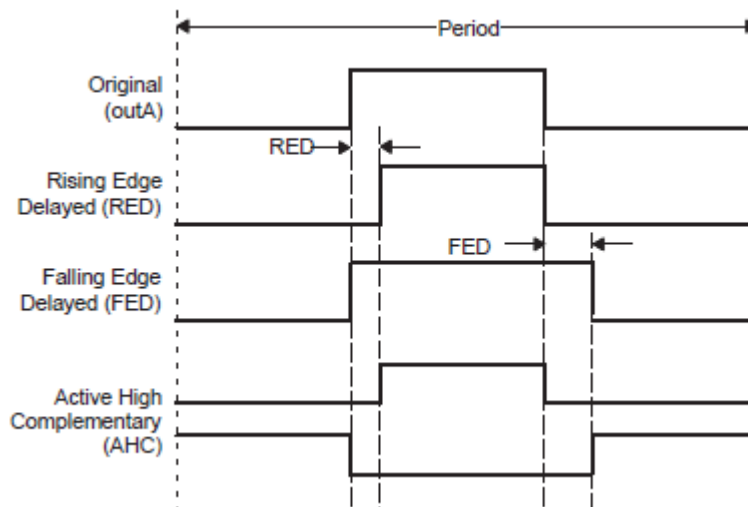 Period
Original
(outA)
RED
Rising Edge
Delayed (RED)
FED
Falling Edge
Delayed (FED)
Active High
Complementary
(AHC)